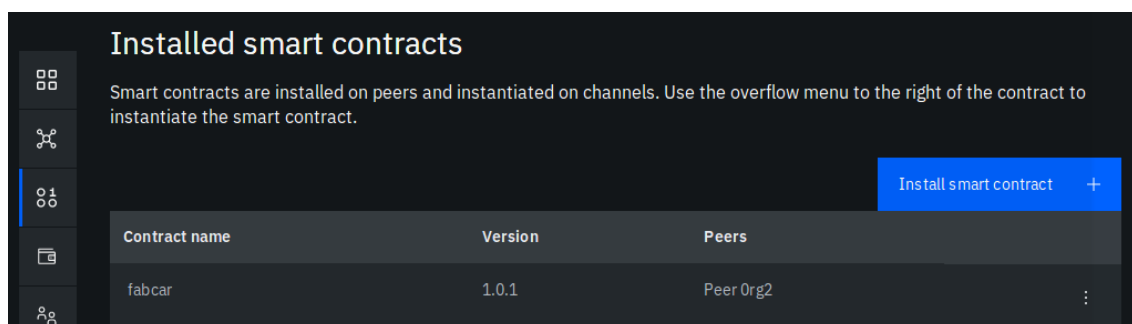 Installed smart contracts
Smart contracts are installed on peers and instantiated on channels. Use the overflow menu to the right of the contract to
instantiate the smart contract.
Install smart contract +
Contract name Version Peers
fabcar 1.0.1 Peer Org2